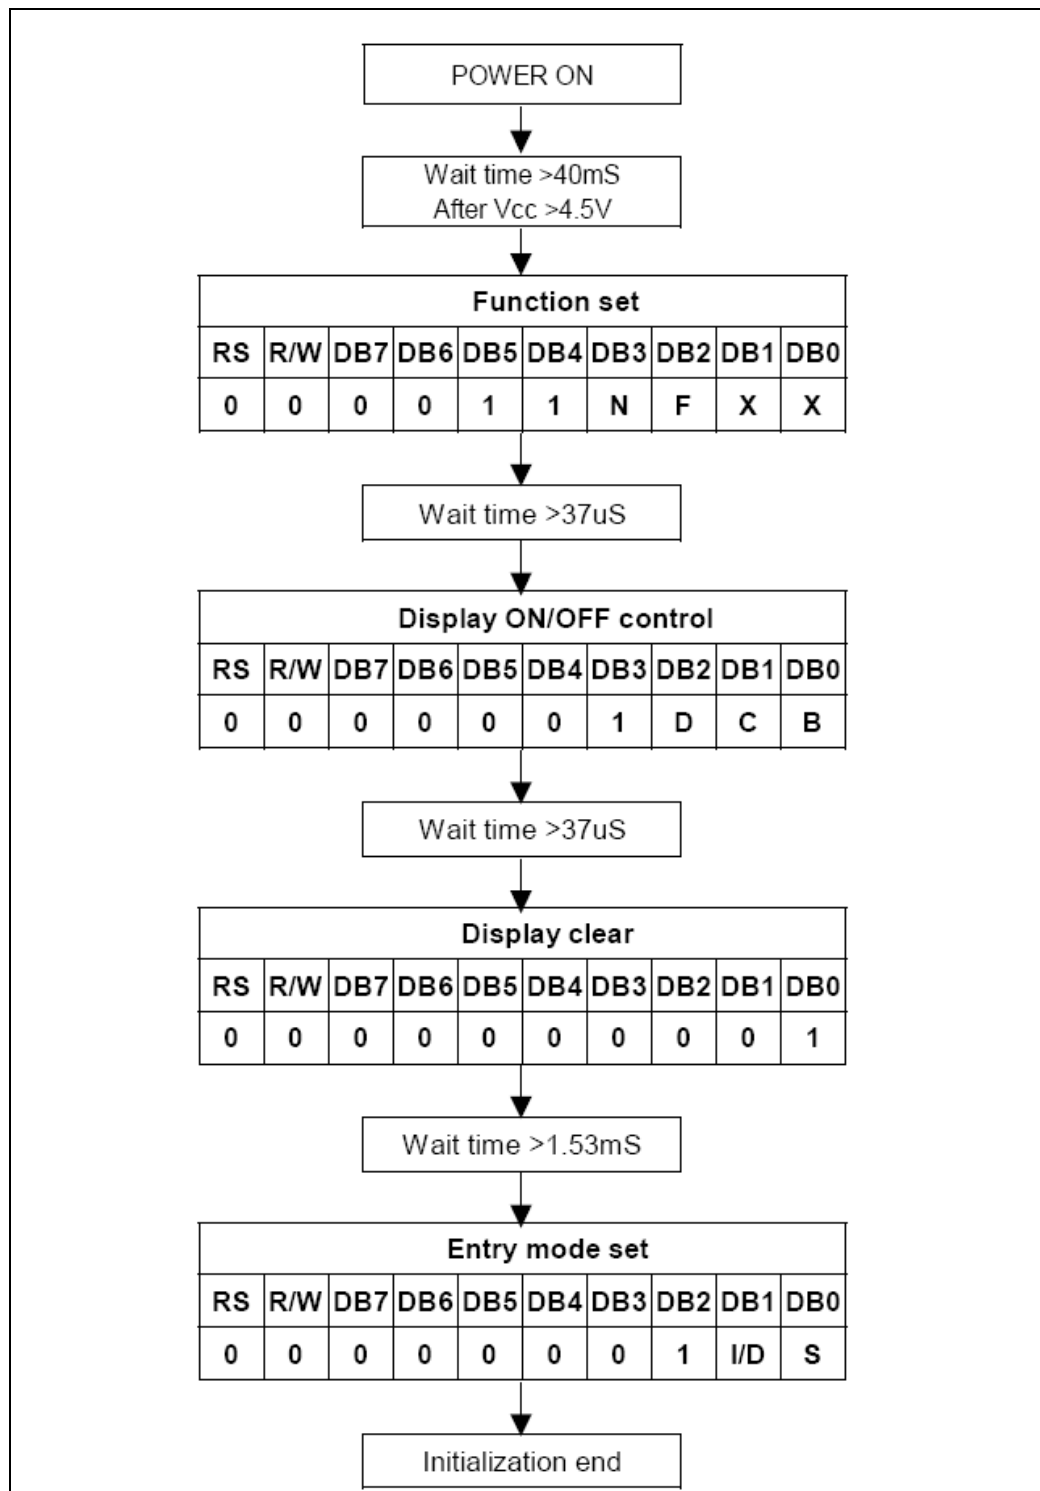 POWER ON
Wait time >40mS
After Vcc >4.5V
Function set
RS R/W DB7 DB6 DB5 DB4 DB3 DB2 DB1 DB0
0 0 0 0 1 1 N F X X
Wait time >37uS
Display ON/OFF control
RS R/W DB7 DB6 DB5 DB4 DB3 DB2 DB1 DB0
0 0 0 0 0 0 1 D C B
Wait time >37uS
Display clear
RS R/W DB7 DB6 DB5 DB4 DB3 DB2 DB1 DB0
0 0 0 0 0 0 0 0 0 1
Wait time >1.53mS
Entry mode set
RS R/W DB7 DB6 DB5 DB4 DB3 DB2 DB1 DB0
0 0 0 0 0 0 0 1 I/D S
Initialization end